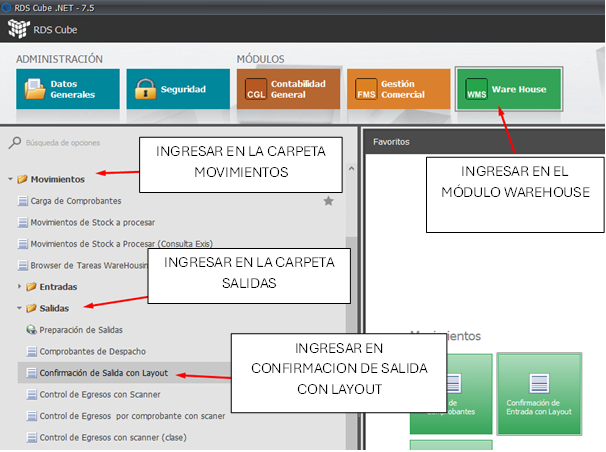 RDS Cube .NET - 7.5
RDS Cube
ADMINISTRACIÓN
MÓDULOS
Datos
Generales
Seguridad
CGL
Contabilidad
General
FMS
Gestión
Comercial
WMS
Ware House
Búsqueda de opciones
Favoritos
INGRESAR EN LA CARPETA
MOVIMIENTOS
INGRESAR EN EL
MÓDULO WAREHOUSE
Movimientos
Carga de Comprobantes
Movimientos de Stock a procesar
Movimientos de Stock a procesar (Consulta Exis)
Browser de Tareas WareHousin
INGRESAR EN LA CARPETA
SALIDAS
Entradas
Salidas
Preparación de Salidas
Comprobantes de Despacho
Confirmación de Salida con Layout
Control de Egresos con Scanner
Control de Egresos por comprobante con scaner
Control de Egresos con scanner (clase)
INGRESAR EN
CONFIRMACION DE SALIDA
CON LAYOUT
Movimientos
de
Confirmación de
Entrada con Layout